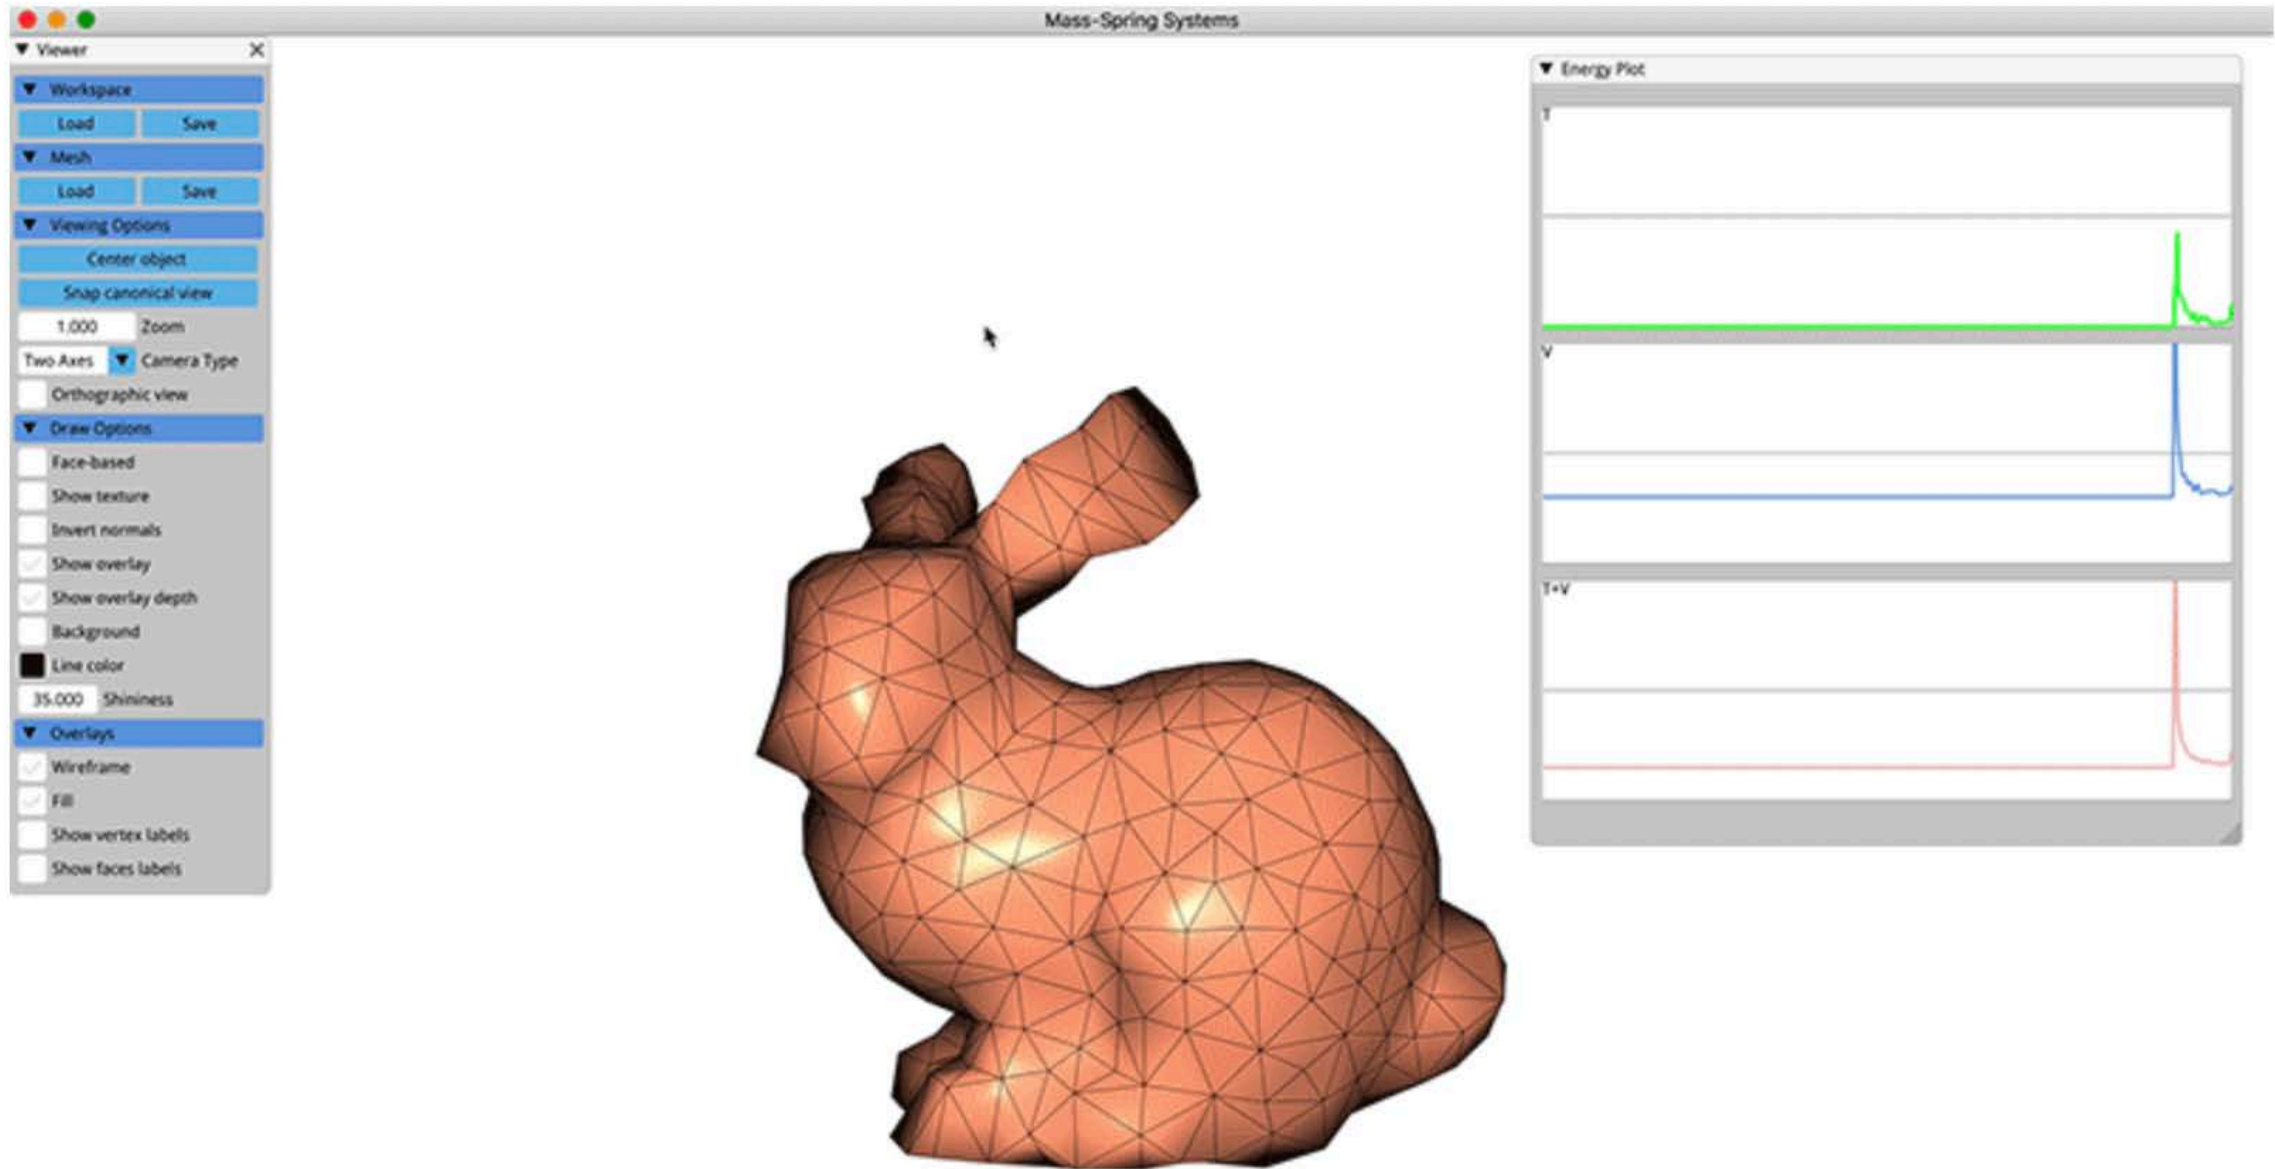 Mass-Spring Systems
Viewer
Workspace
Load Save
Mesh
Load Save
Viewing Options
Center object
Snap canonical view
1.000 Zoom
Two Axes Camera Type
Orthographic view
Draw Options
Face-based
Show texture
Invert normals
Show overlay
Show overlay depth
Background
Line color
35.000 Shininess
Overlays
Wireframe
Fill
Show vertex labels
Show faces labels
Energy Plot
T
V
T+V